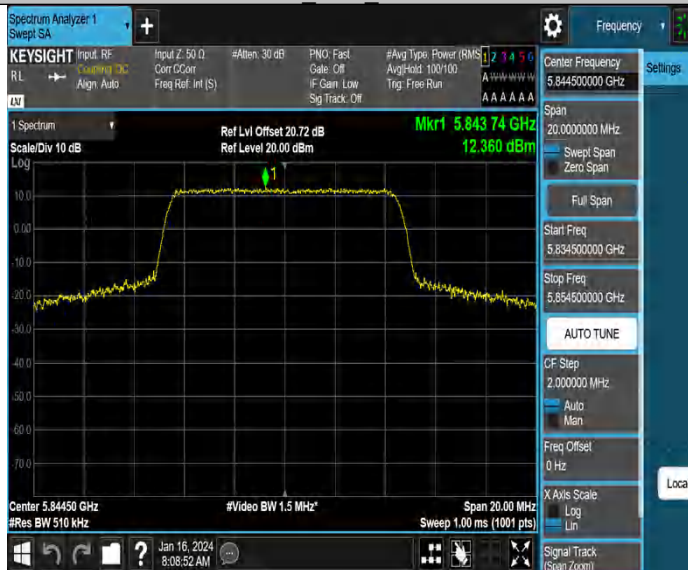 Spectrum Analyzer 1
Swept SA
+
Frequency
KEYSIGHT Input: RF Input Z: 50 Ω #Atten: 30 dB PNO: Fast #Avg Type: Power (RMS 1 2 3 4 5 6
RL Coupling: DC Corr CCorr Gate: Off Avg|Hold: 100/100 A W W W W W
Align: Auto Freq Ref: Int (S) IF Gain: Low Trig: Free Run
LXI Sig Track: Off A A A A A A
1 Spectrum
Scale/Div 10 dB
Log
Ref Lvl Offset 20.72 dB
Ref Level 20.00 dBm
Mkr1 5.843 74 GHz
12.360 dBm
1
10.0
0.00
-10.0
-20.0
-30.0
-40.0
-50.0
-60.0
-70.0
Center 5.84450 GHz #Video BW 1.5 MHz* Span 20.00 MHz
#Res BW 510 kHz Sweep 1.00 ms (1001 pts)
? Jan 16, 2024
8:08:52 AM
Center Frequency
5.844500000 GHz
Settings
Span
20.0000000 MHz
Swept Span
Zero Span
Full Span
Start Freq
5.834500000 GHz
Stop Freq
5.854500000 GHz
AUTO TUNE
CF Step
2.000000 MHz
Auto
Man
Freq Offset
0 Hz
X Axis Scale
Log
Lin
Loca
Signal Track
(Span Zoom)